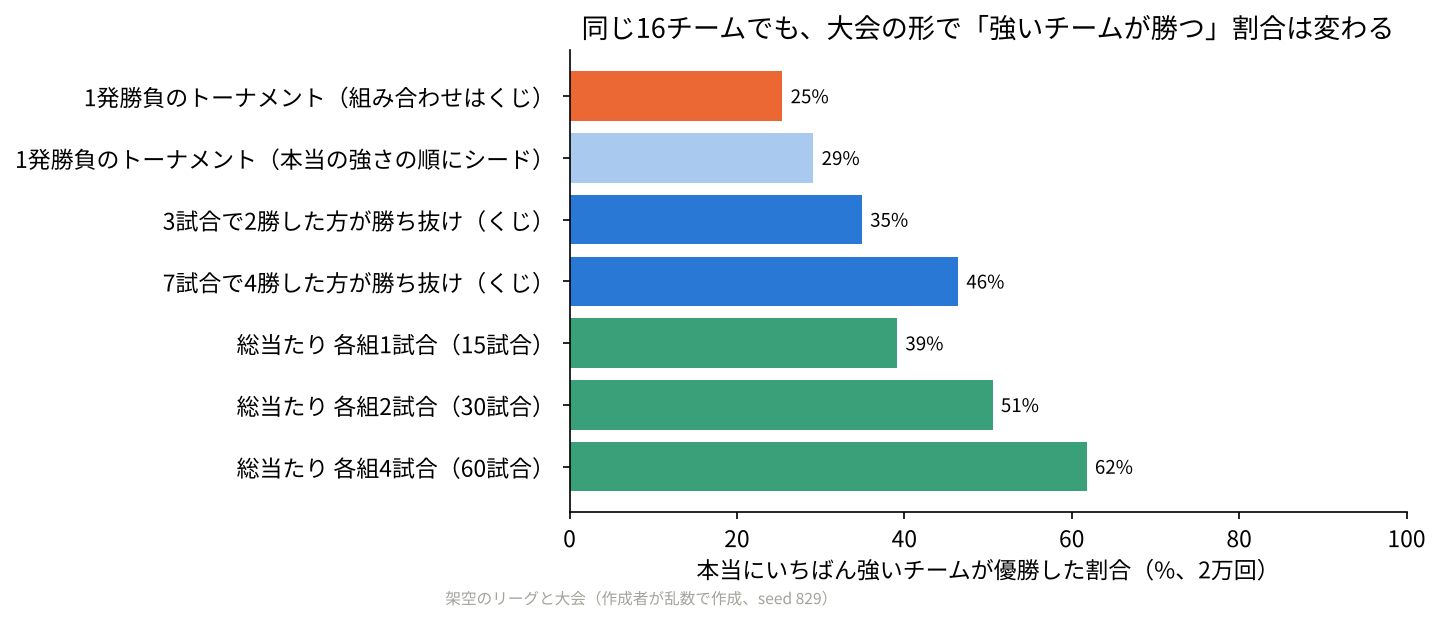 同じ16チームでも、大会の形で「強いチームが勝つ」割合は変わる
1発勝負のトーナメント（組み合わせはくじ）
25%
1発勝負のトーナメント（本当の強さの順にシード）
29%
3試合で2勝した方が勝ち抜け（くじ）
35%
7試合で4勝した方が勝ち抜け（くじ）
46%
総当たり 各組1試合（15試合）
39%
総当たり 各組2試合（30試合）
51%
総当たり 各組4試合（60試合）
62%
0 20 40 60 80 100
本当にいちばん強いチームが優勝した割合（%、2万回）
架空のリーグと大会（作成者が乱数で作成、seed 829）